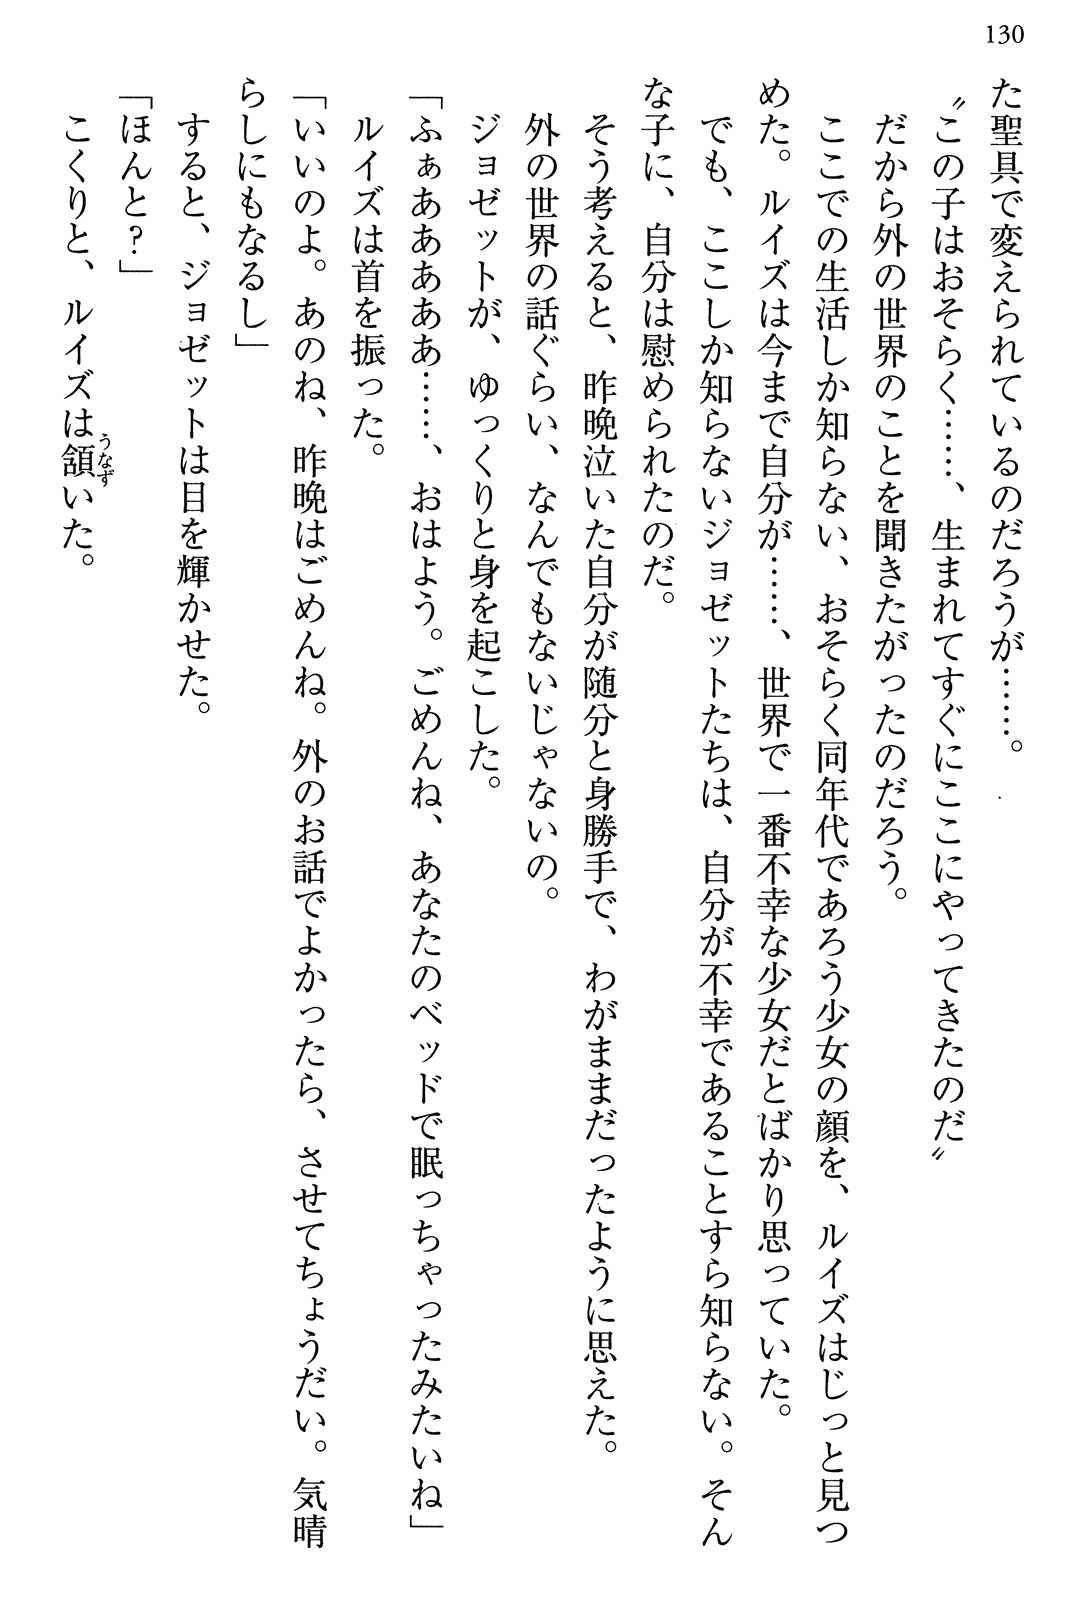 130
た聖具で変えられているのだろうが……。
〝この子はおそらく……、生まれてすぐにここにやってきたのだ〟
だから外の世界のことを聞きたがったのだろう。
ここでの生活しか知らない、おそらく同年代であろう少女の顔を、ルイズはじっと見つ
めた。ルイズは今まで自分が……、世界で一番不幸な少女だとばかり思っていた。
でも、ここしか知らないジョゼットたちは、自分が不幸であることすら知らない。そん
な子に、自分は慰められたのだ。
そう考えると、昨晩泣いた自分が随分と身勝手で、わがままだったように思えた。
外の世界の話ぐらい、なんでもないじゃないの。
ジョゼットが、ゆっくりと身を起こした。
「ふぁあああああ……、おはよう。ごめんね、あなたのベッドで眠っちゃったみたいね」
ルイズは首を振った。
「いいのよ。あのね、昨晩はごめんね。外のお話でよかったら、させてちょうだい。気晴
らしにもなるし」
すると、ジョゼットは目を輝かせた。
「ほんと？」
こくりと、ルイズは頷いた。
うなず